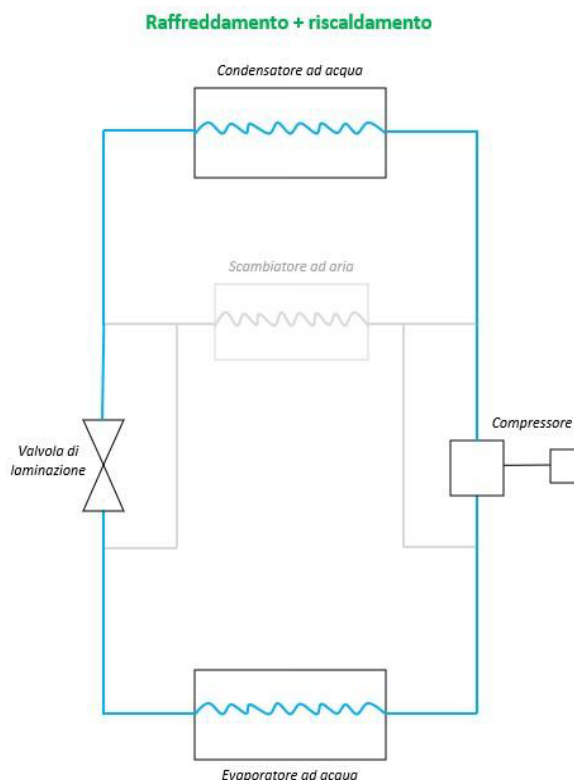 Raffreddamento + riscaldamento
Condensatore ad acqua
Scambiatore ad aria
Compressore
Valvola di
laminazione
Evaporatore ad acqua